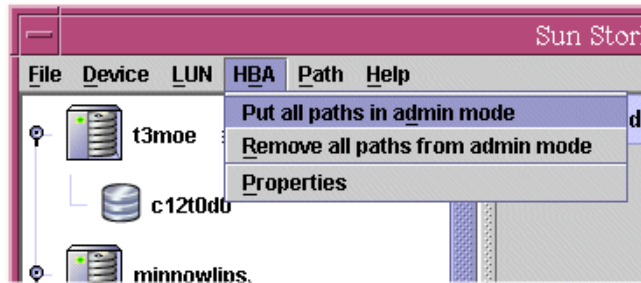 Sun Stor
File Device LUN HBA Path Help
Put all paths in admin mode
Remove all paths from admin mode
Properties
t3moe
c12t0d0
minnowlips.